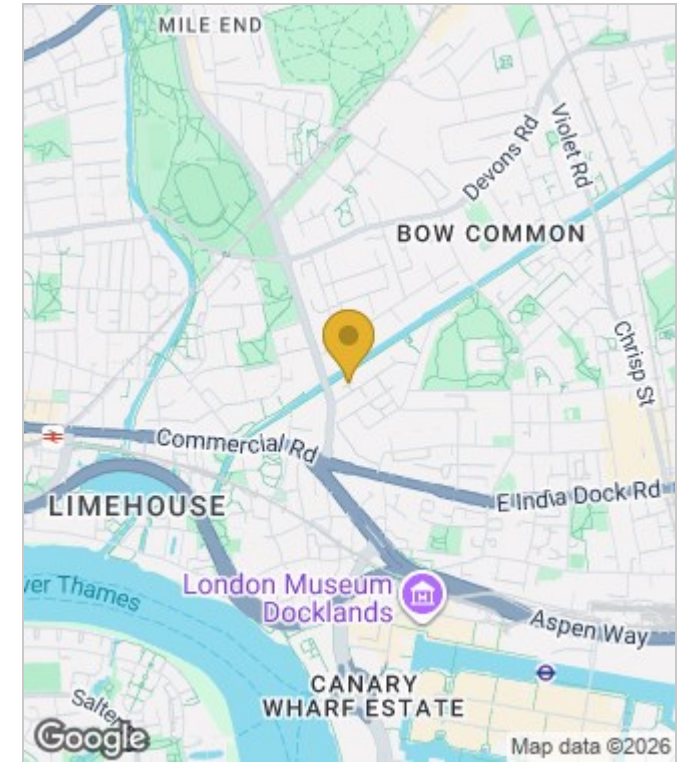 MILE END
Devons Rd
Violet Rd
BOW COMMON
Chrisp St
Commercial Rd
LIMEHOUSE
E India Dock Rd
ver Thames
London Museum
Docklands
Aspen Way
CANARY
WHARF ESTATE
Salter
Google
Map data ©2026